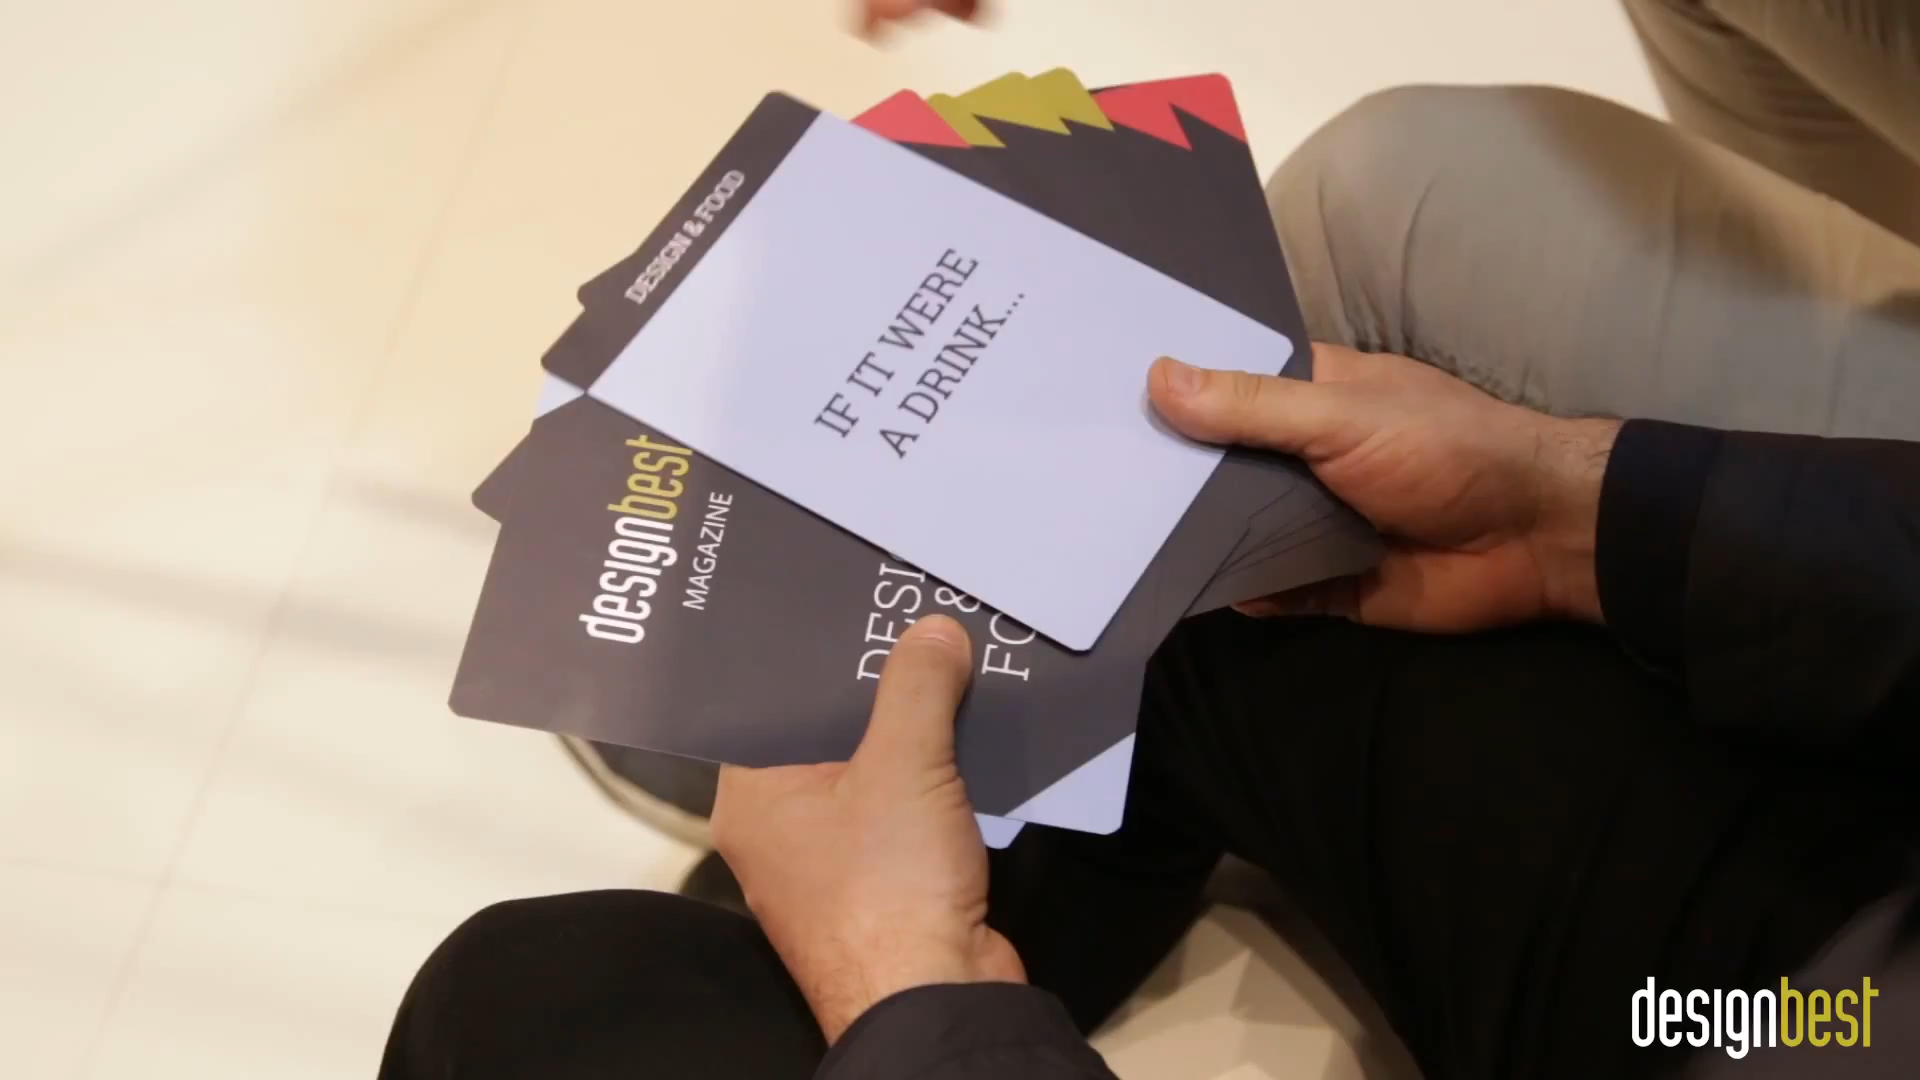 DESIGN & FOOD
IF IT WERE
A DRINK...
designbest
MAGAZINE
&
designbest